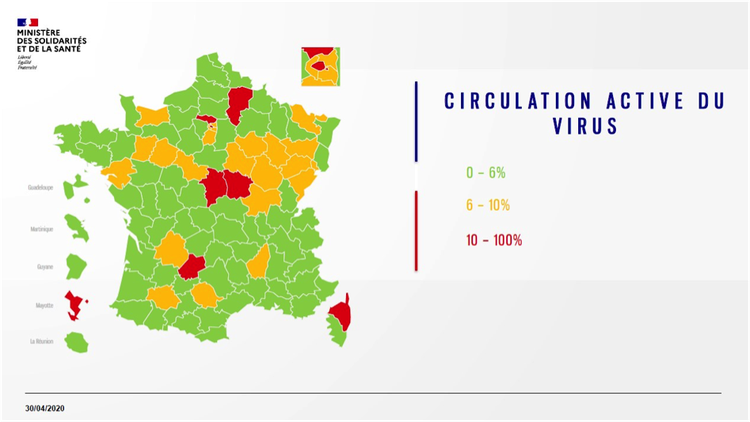 MINISTÈRE
DES SOLIDARITÉS
ET DE LA SANTÉ
Liberté
Égalité
Fraternité
CIRCULATION ACTIVE DU
VIRUS
0 – 6%
6 – 10%
10 – 100%
Guadeloupe
Martinique
Guyane
Mayotte
La Réunion
30/04/2020